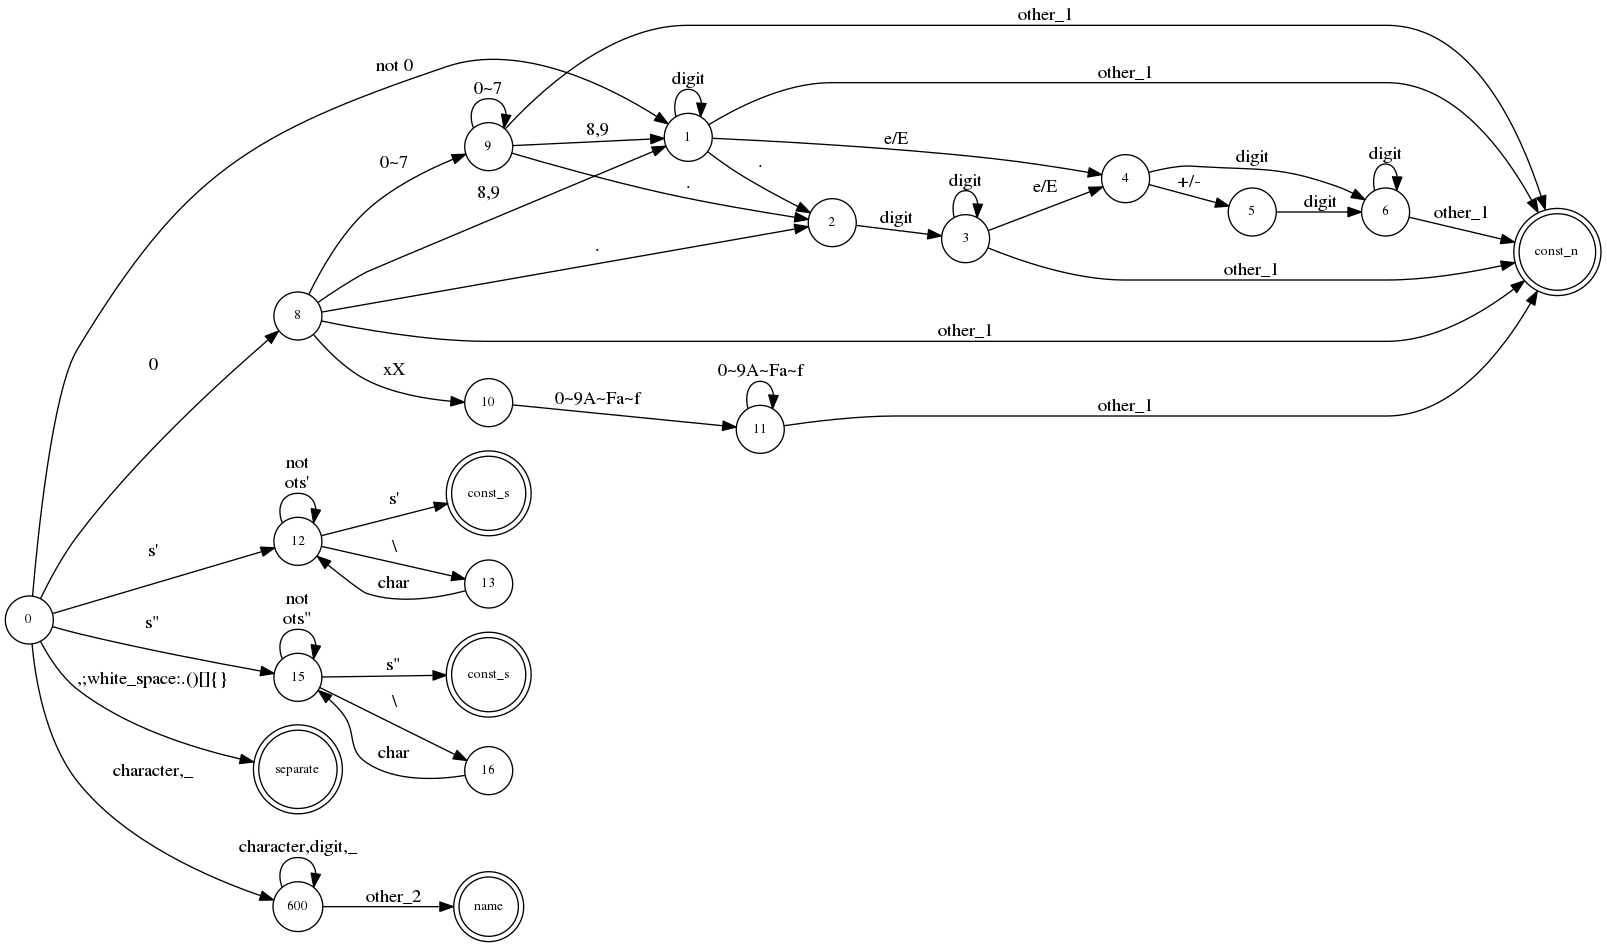 other_1
not 0
other_1
digit
0~7
9
8,9
1
e/E
.
0~7
4
digit
+/-
digit
8,9
.
digit
e/E
2
digit
3
5
digit
6
other_1
const_n
.
other_1
8
other_1
0
xX
10
0~9A~Fa~f
0~9A~Fa~f
11
other_1
not
ots'
12
s'
const_s
s'
\
13
char
0
s"
not
ots"
15
s"
const_s
,;white_space:.()[]{}
\
char
16
separate
character,_
character,digit,_
600
other_2
name